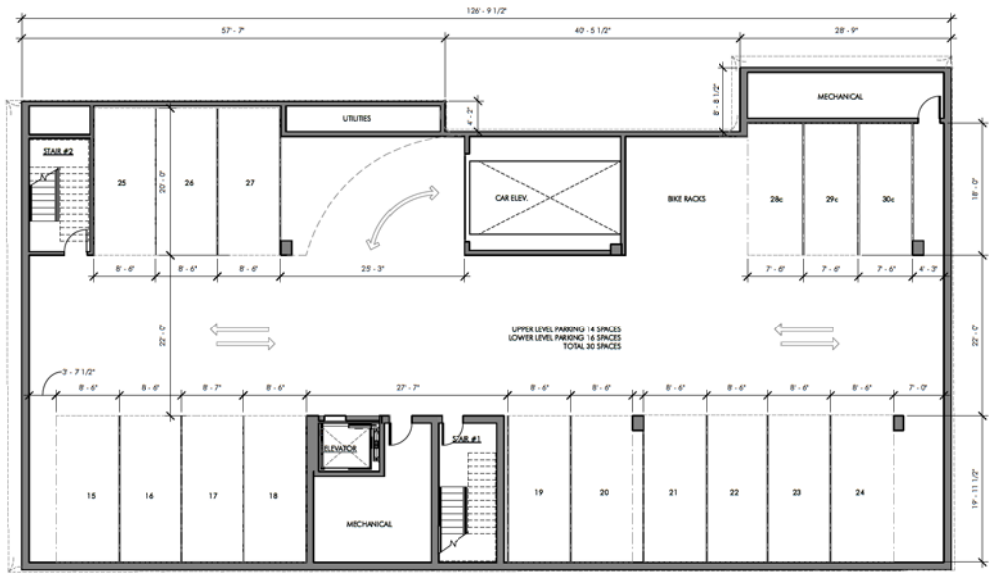 126' - 9 1/2"
57' - 7"
40' - 5 1/2"
28' - 9"
8' - 8 1/2"
4' - 2"
MECHANICAL
UTILITIES
STAIR #2
25
26
27
20' - 0"
CAR ELEV.
BIKE RACKS
28c
29c
30c
18' - 0"
8' - 6"
8' - 6"
8' - 6"
25' - 3"
7' - 6"
7' - 6"
7' - 6"
4' - 3"
22' - 0"
UPPER LEVEL PARKING 14 SPACES
LOWER LEVEL PARKING 16 SPACES
TOTAL 30 SPACES
22' - 0"
3' - 7 1/2"
8' - 6"
8' - 6"
8' - 7"
8' - 6"
27' - 7"
8' - 6"
8' - 6"
8' - 6"
8' - 6"
8' - 6"
8' - 6"
7' - 0"
ELEVATOR
STAIR #1
15
16
17
18
MECHANICAL
19
20
21
22
23
24
19' - 11 1/2"